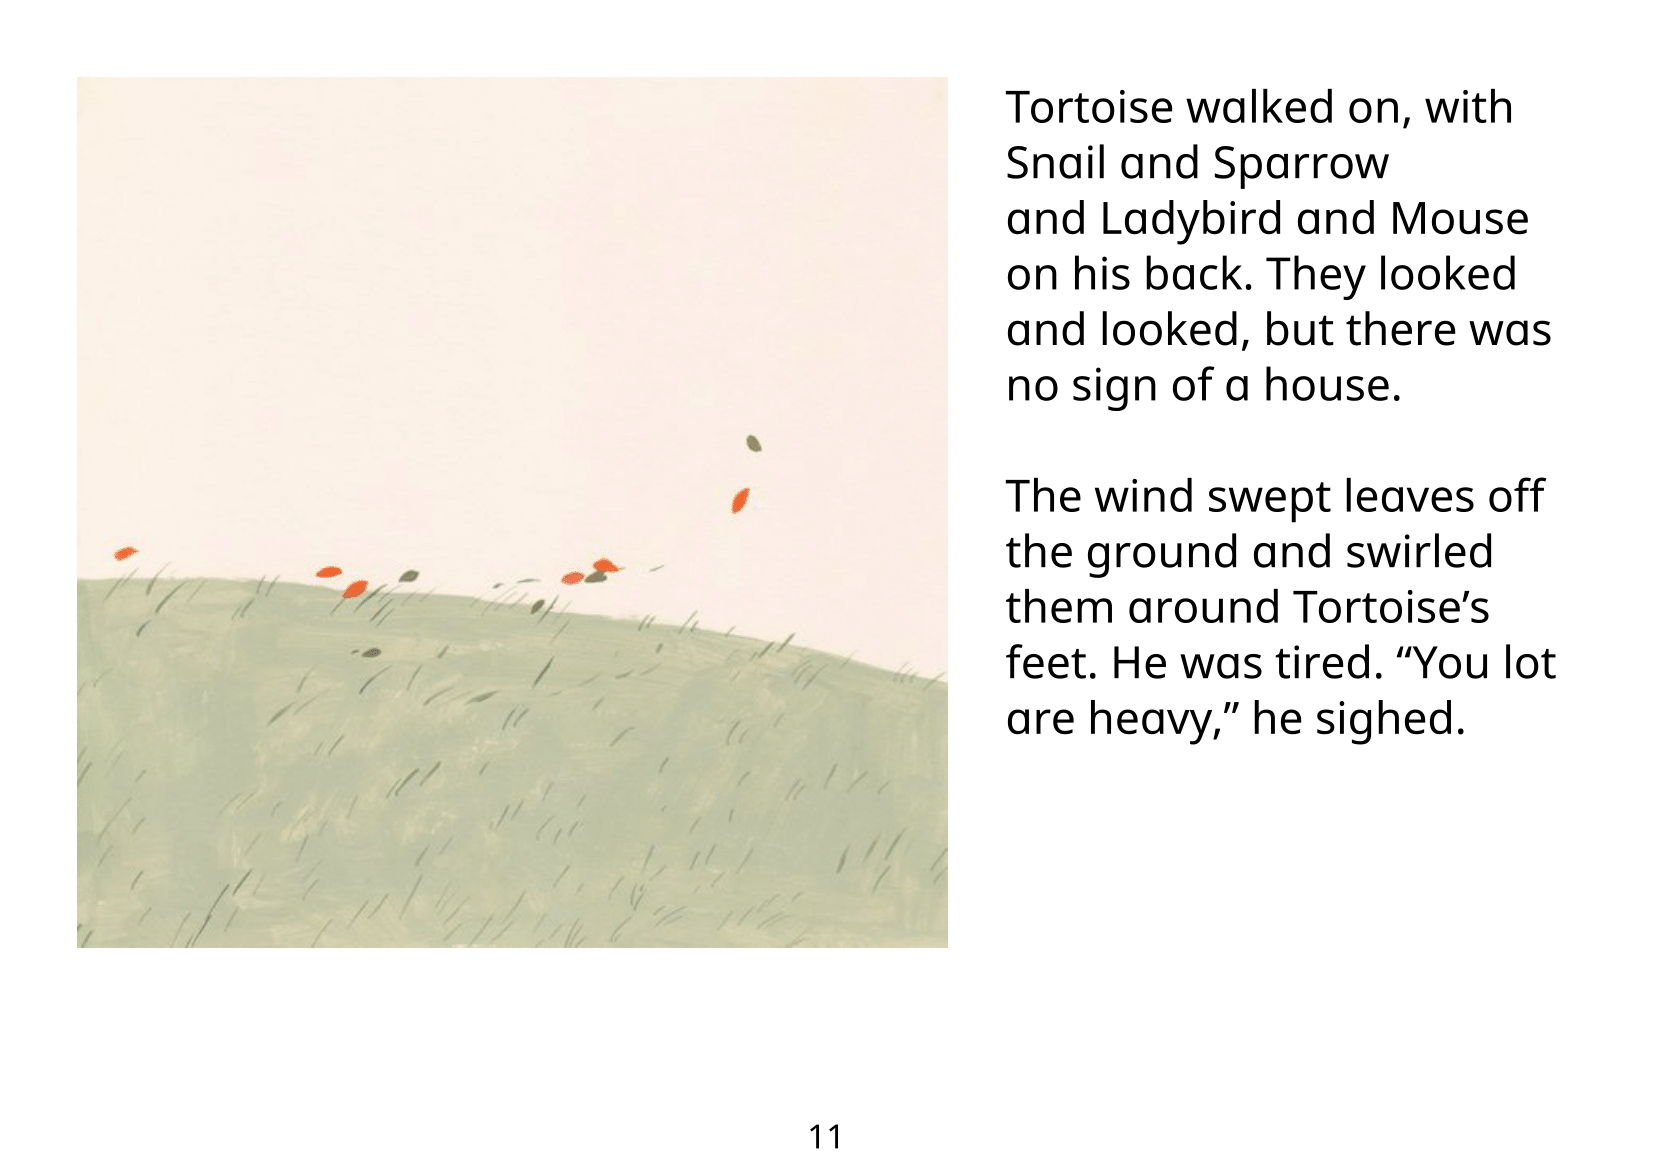 Tortoise walked on, with
Snail and Sparrow
and Ladybird and Mouse
on his back. They looked
and looked, but there was
no sign of a house.
The wind swept leaves off
the ground and swirled
them around Tortoise’s
feet. He was tired. “You lot
are heavy,” he sighed.
11